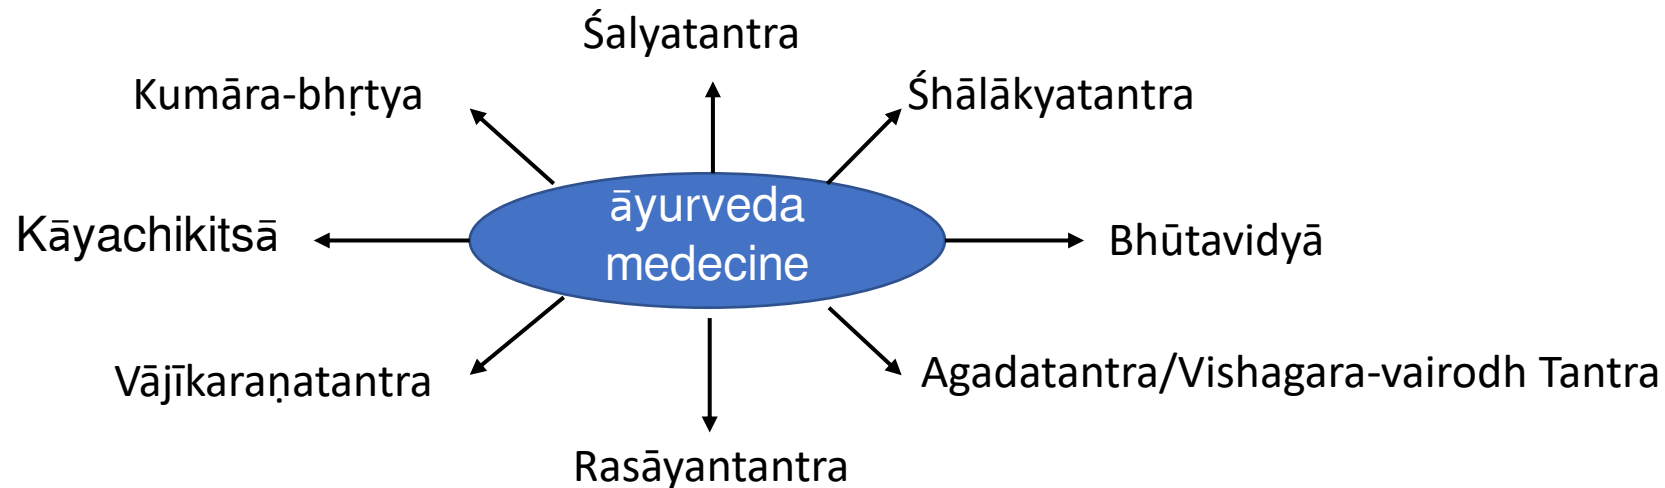 Śalyatantra
Kumāra-bhṛtya
Śhālākyatantra
āyurveda
medecine
Kāyachikitsā
Bhūtavidyā
Vājīkaraṇatantra
Agadatantra/Vishagara-vairodh Tantra
Rasāyantantra